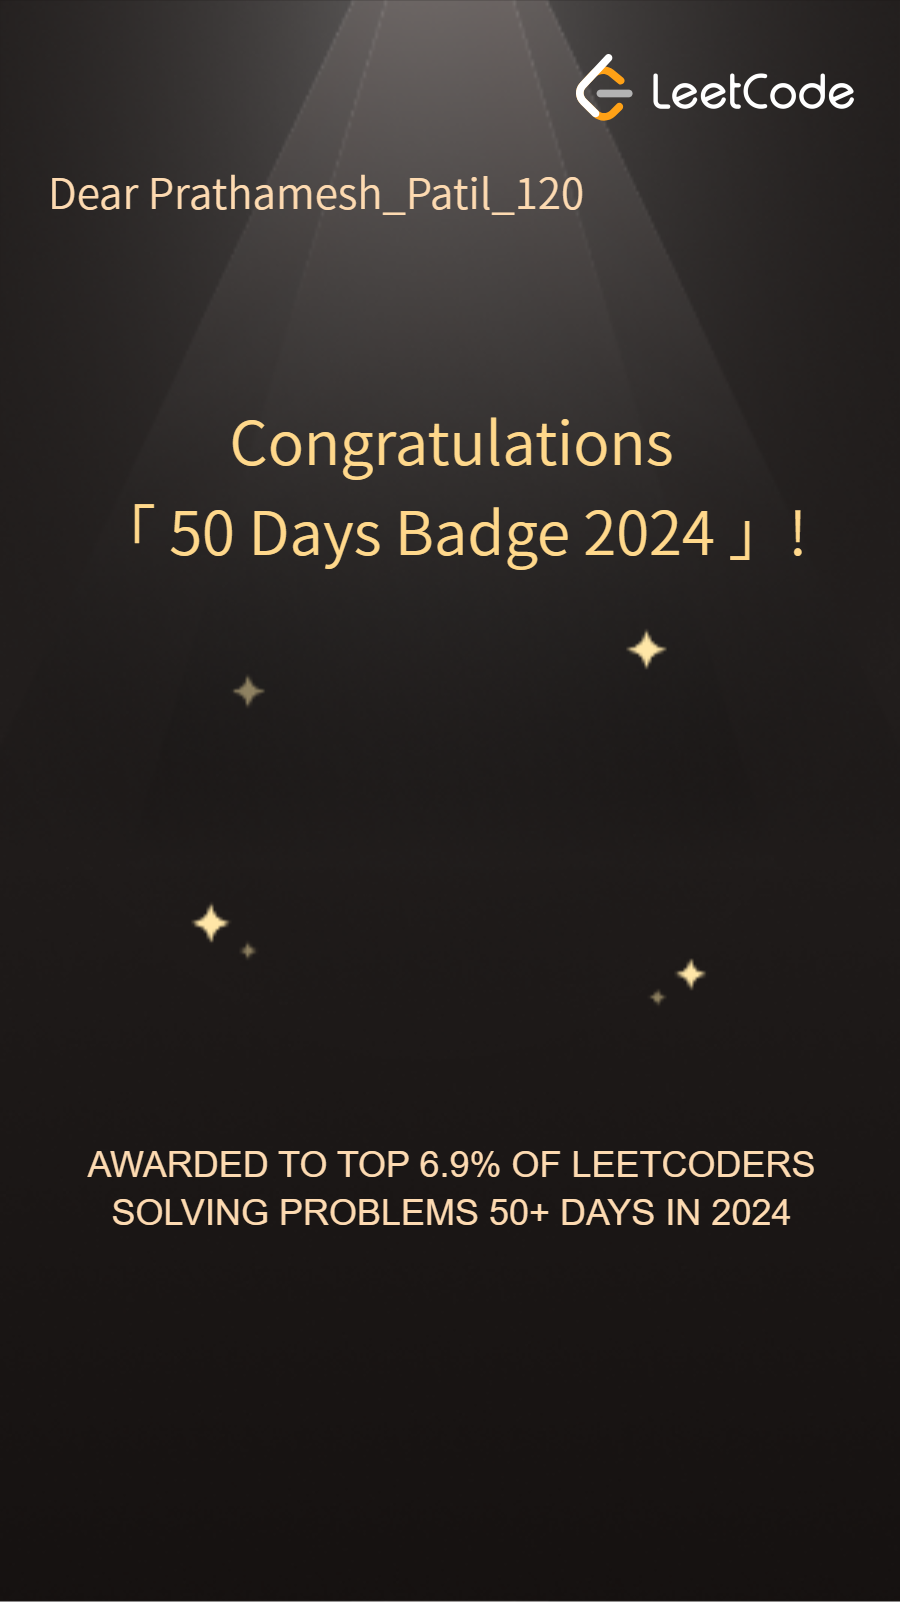 LeetCode
Dear Prathamesh_Patil_120
Congratulations
「 50 Days Badge 2024 」!
AWARDED TO TOP 6.9% OF LEETCODERS
SOLVING PROBLEMS 50+ DAYS IN 2024